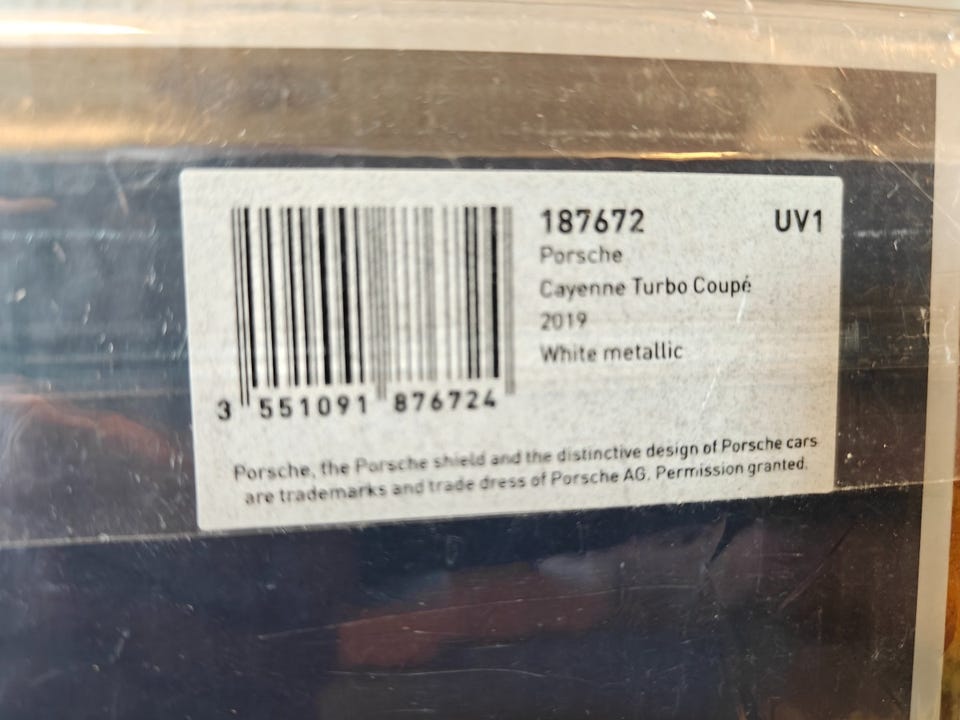 187672 UV1
Porsche
Cayenne Turbo Coupé
2019
White metallic
3 551091 876724
Porsche, the Porsche shield and the distinctive design of Porsche cars
are trademarks and trade dress of Porsche AG. Permission granted.